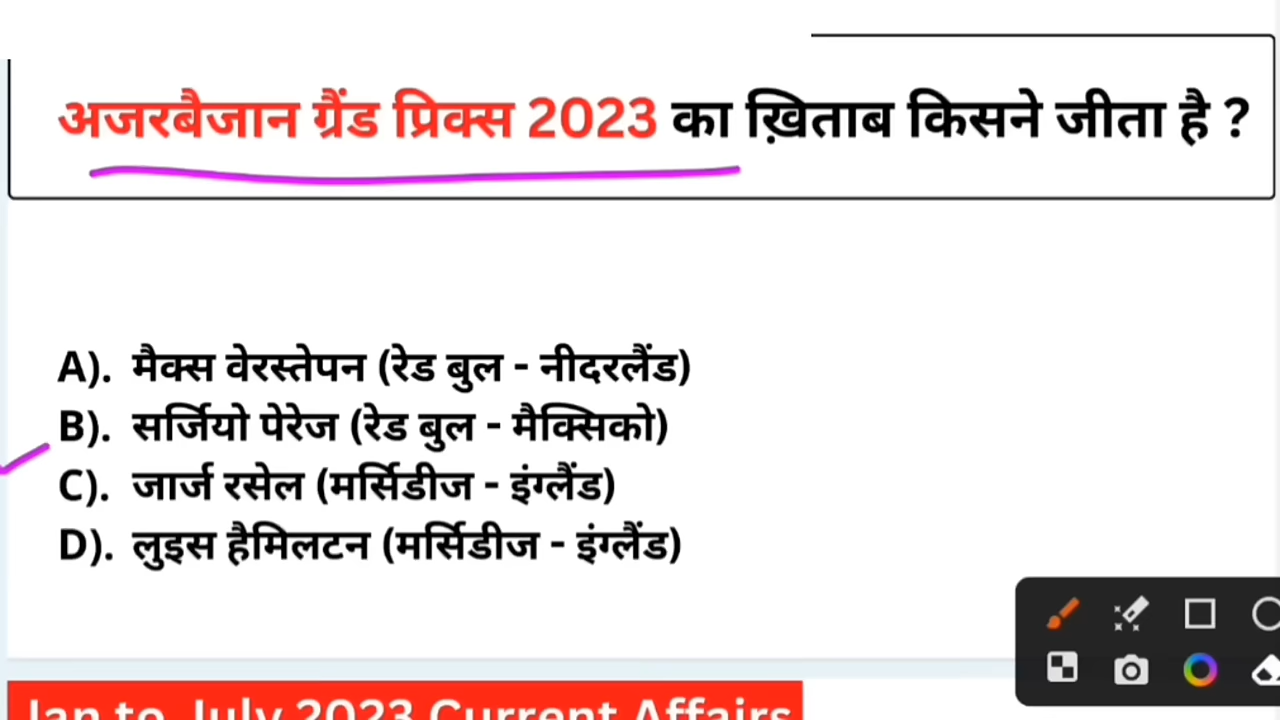 अजरबैजान ग्रैंड प्रिक्स 2023 का ख़िताब किसने जीता है ?
A). मैक्स वेरस्तेपन (रेड बुल - नीदरलैंड)
B). सर्जियो पेरेज (रेड बुल - मैक्सिको)
C). जार्ज रसेल (मर्सिडीज - इंग्लैंड)
D). लुइस हैमिलटन (मर्सिडीज - इंग्लैंड)
Jan to July 2023 Current Affairs